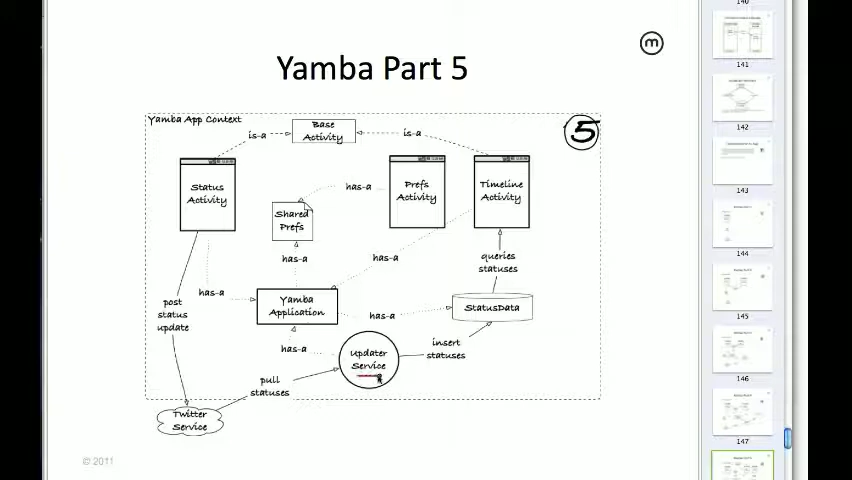 140
m
Yamba Part 5
141
Yamba App Context
Base
Activity
5
is-a
is-a
142
Status
Activity
has-a
Prefs
Activity
Timeline
Activity
143
Shared
Prefs
144
has-a
has-a
queries
statuses
has-a
post
status
update
Yamba
Application
has-a
StatusData
145
has-a
Updater
Service
insert
statuses
pull
statuses
146
Twitter
Service
147
© 2011